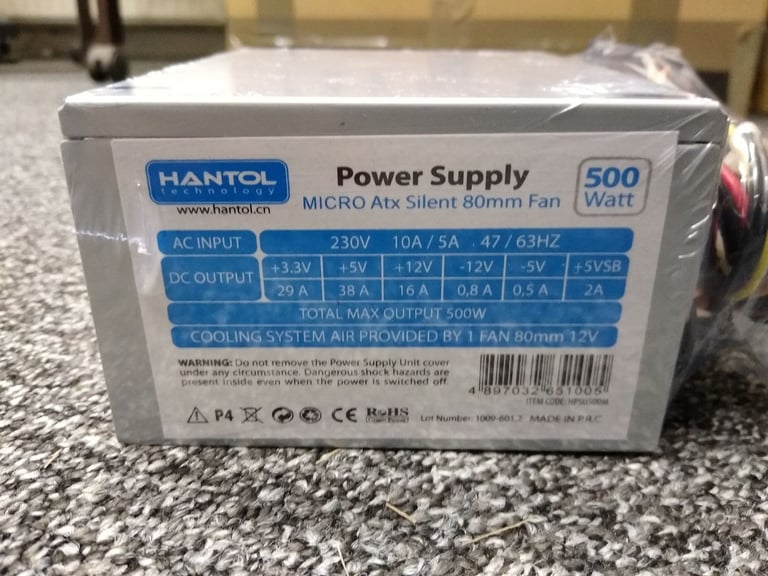 HANTOL
technology
www.hantol.cn
Power Supply
MICRO Atx Silent 80mm Fan
500
Watt
AC INPUT 230V 10A / 5A . 47 / 63HZ
DC OUTPUT +3.3V +5V +12V -12V -5V +5VSB
29 A 38 A 16 A 0,8 A 0,5 A 2A
TOTAL MAX OUTPUT 500W
COOLING SYSTEM AIR PROVIDED BY 1 FAN 80mm 12V
WARNING: Do not remove the Power Supply Unit cover
under any circumstance. Dangerous shock hazards are
present inside even when the power is switched off.
4 897032 651005
ITEM CODE: HPSU500M
P4 CE RoHS
Lot Number: 1009-601.2 MADE IN P.R.C